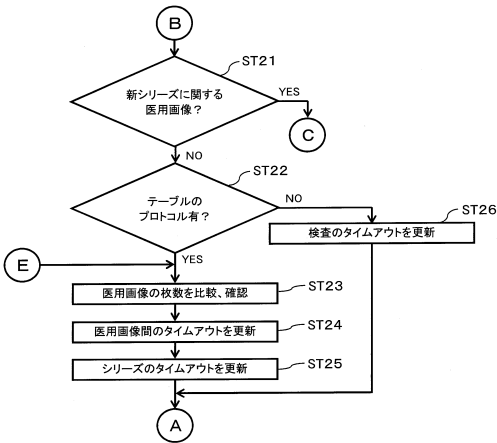 B
ST21
新シリーズに関する
医用画像？
YES
C
NO
ST22
テーブルの
プロトコル有？
NO
ST26
検査のタイムアウトを更新
YES
E
医用画像の枚数を比較、確認
ST23
医用画像間のタイムアウトを更新
ST24
シリーズのタイムアウトを更新
ST25
A